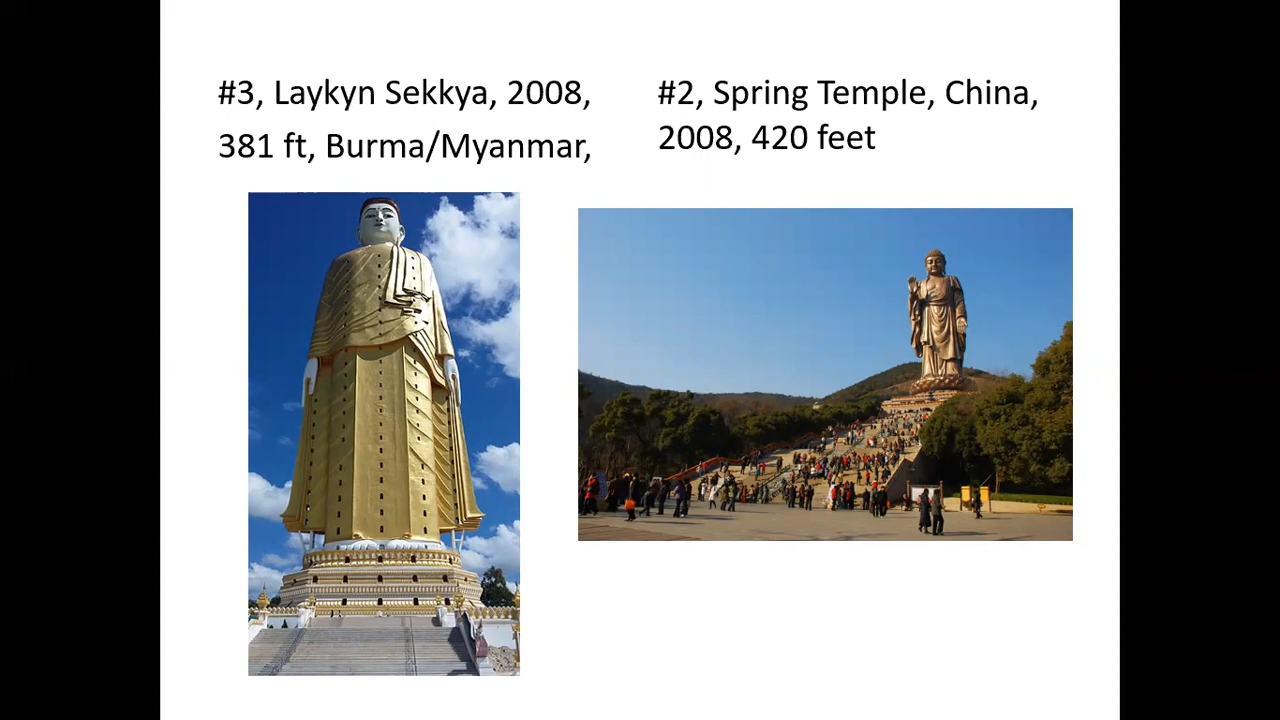 #3, Laykyn Sekkya, 2008,
381 ft, Burma/Myanmar,
#2, Spring Temple, China,
2008, 420 feet